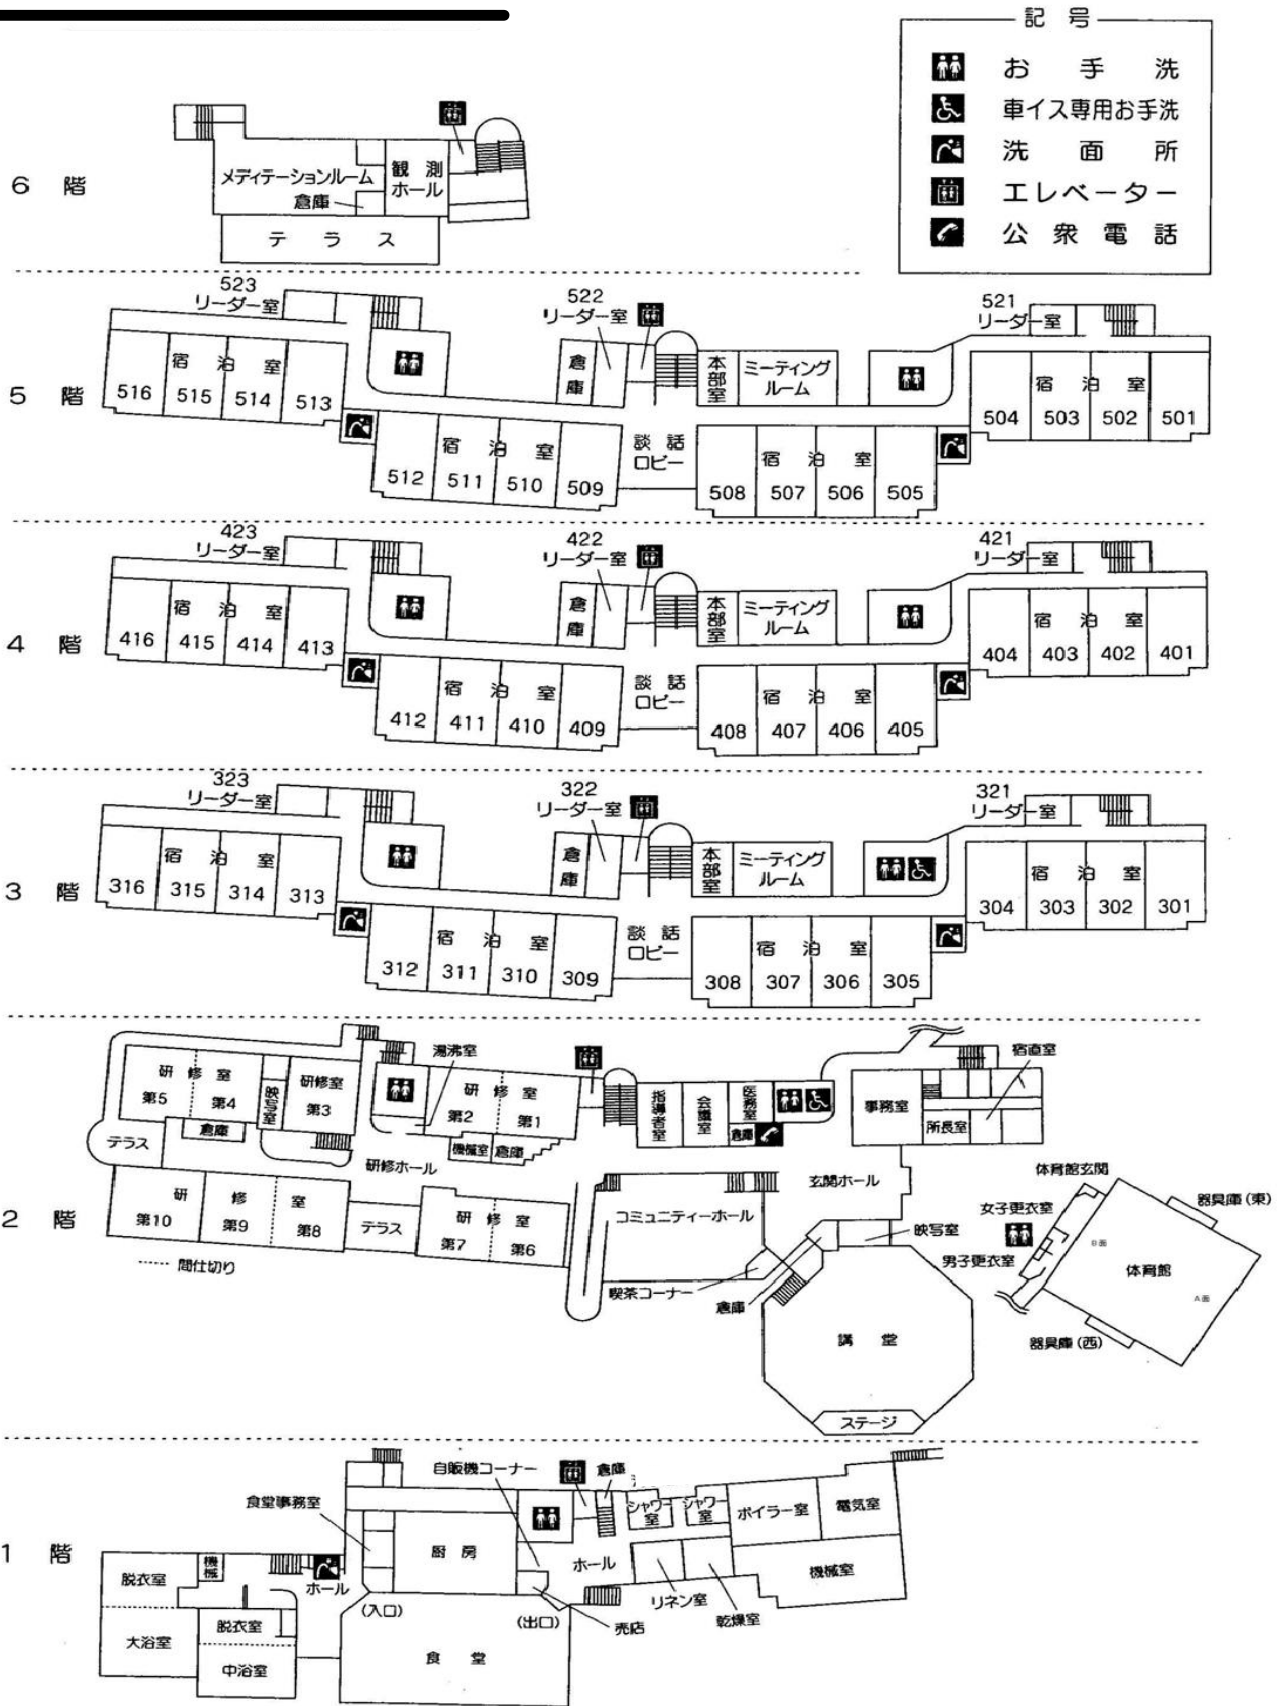 記号
お手洗
車イス専用お手洗
洗面所
エレベーター
公衆電話
6階
メディテーションルーム
観測
ホール
倉庫
テラス
523
リーダー室
522
リーダー室
521
リーダー室
5階
宿泊室
516 515 514 513
倉庫
本部室
ミーティング
ルーム
宿泊室
504 503 502 501
宿泊室
512 511 510 509
談話
ロビー
宿泊室
508 507 506 505
423
リーダー室
422
リーダー室
421
リーダー室
4階
宿泊室
416 415 414 413
倉庫
本部室
ミーティング
ルーム
宿泊室
404 403 402 401
宿泊室
412 411 410 409
談話
ロビー
宿泊室
408 407 406 405
323
リーダー室
322
リーダー室
321
リーダー室
3階
宿泊室
316 315 314 313
倉庫
本部室
ミーティング
ルーム
宿泊室
304 303 302 301
宿泊室
312 311 310 309
談話
ロビー
宿泊室
308 307 306 305
2階
湯沸室
宿直室
研修室
第5 第4
映写室
研修室
第3
研修室
第2 第1
指導者室
会議室
医務室
倉庫
事務室
所長室
テラス
倉庫
機械室
倉庫
研修ホール
玄関ホール
体育館玄関
器具庫(東)
女子更衣室
男子更衣室
B面
体育館
A面
器具庫(西)
研修室
第10 第9 第8
テラス
研修室
第7 第6
コミュニティーホール
映写室
間仕切り
喫茶コーナー
倉庫
講堂
ステージ
1階
自販機コーナー
倉庫
食堂事務室
シャワー室
シャワー室
ボイラー室
電気室
厨房
ホール
機械室
脱衣室
機械
ホール
リネン室
乾燥室
(入口)
(出口)
売店
脱衣室
大浴室
中浴室
食堂